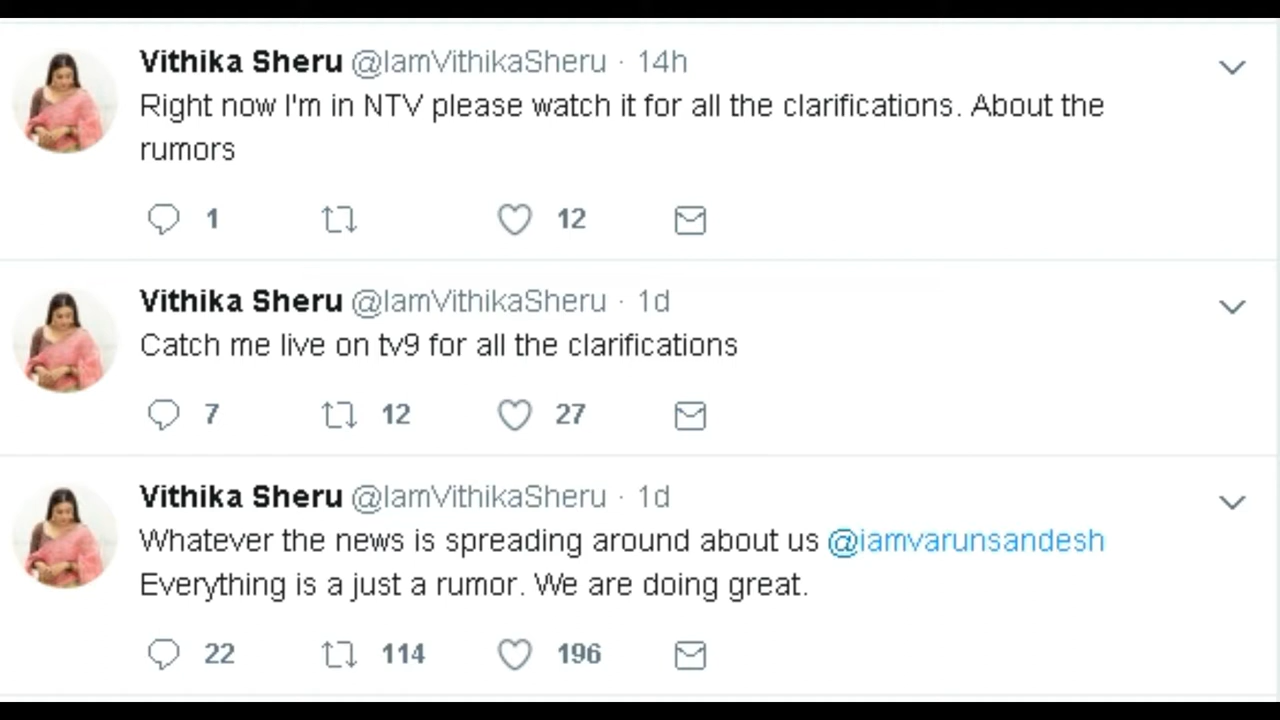 Vithika Sheru @IamVithikaSheru · 14h
Right now I'm in NTV please watch it for all the clarifications. About the
rumors
1 12
Vithika Sheru @IamVithikaSheru · 1d
Catch me live on tv9 for all the clarifications
7 12 27
Vithika Sheru @IamVithikaSheru · 1d
Whatever the news is spreading around about us @iamvarunsandesh
Everything is a just a rumor. We are doing great.
22 114 196